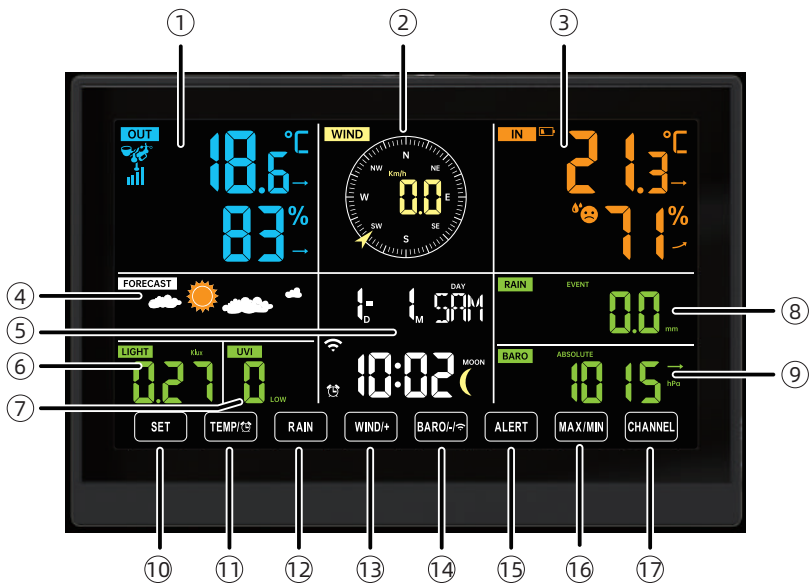 ① ② ③
OUT 18.6 °C
83 %
WIND
N
NW NE
Km/h
W 0.0 E
SW SE
S
IN 21.3 °C
71 %
④ FORECAST
⑤
DAY
1- D 1 M SAM
10:02 MOON
RAIN EVENT
0.0 mm ⑧
⑥ LIGHT Klux
0.27
⑦ UVI
0 LOW
BARO ABSOLUTE
1015 hPa ⑨
SET TEMP/ RAIN WIND/+ BARO/-/ ALERT MAX/MIN CHANNEL
⑩ ⑪ ⑫ ⑬ ⑭ ⑮ ⑯ ⑰